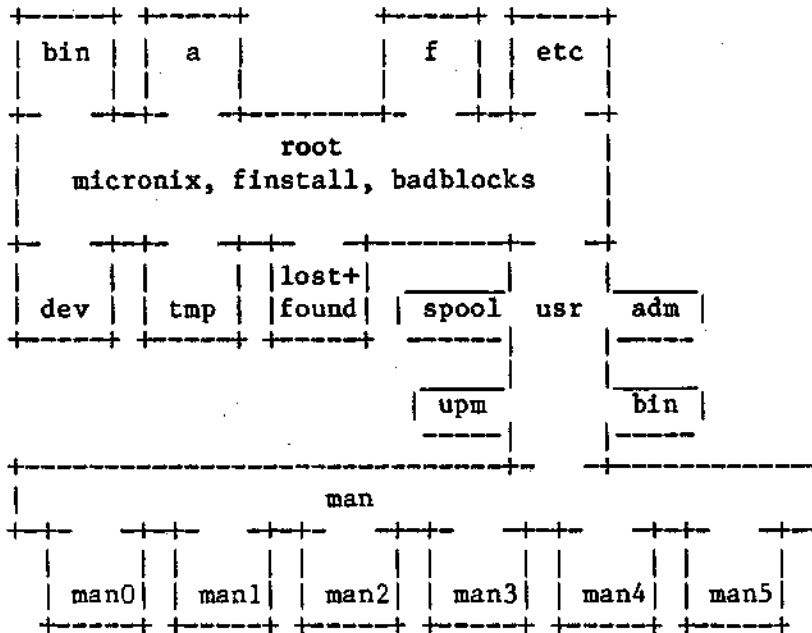 bin a f etc
root
micronix, finstall, badblocks
lost+
dev tmp found spool usr adm
upm bin
man
man0 man1 man2 man3 man4 man5